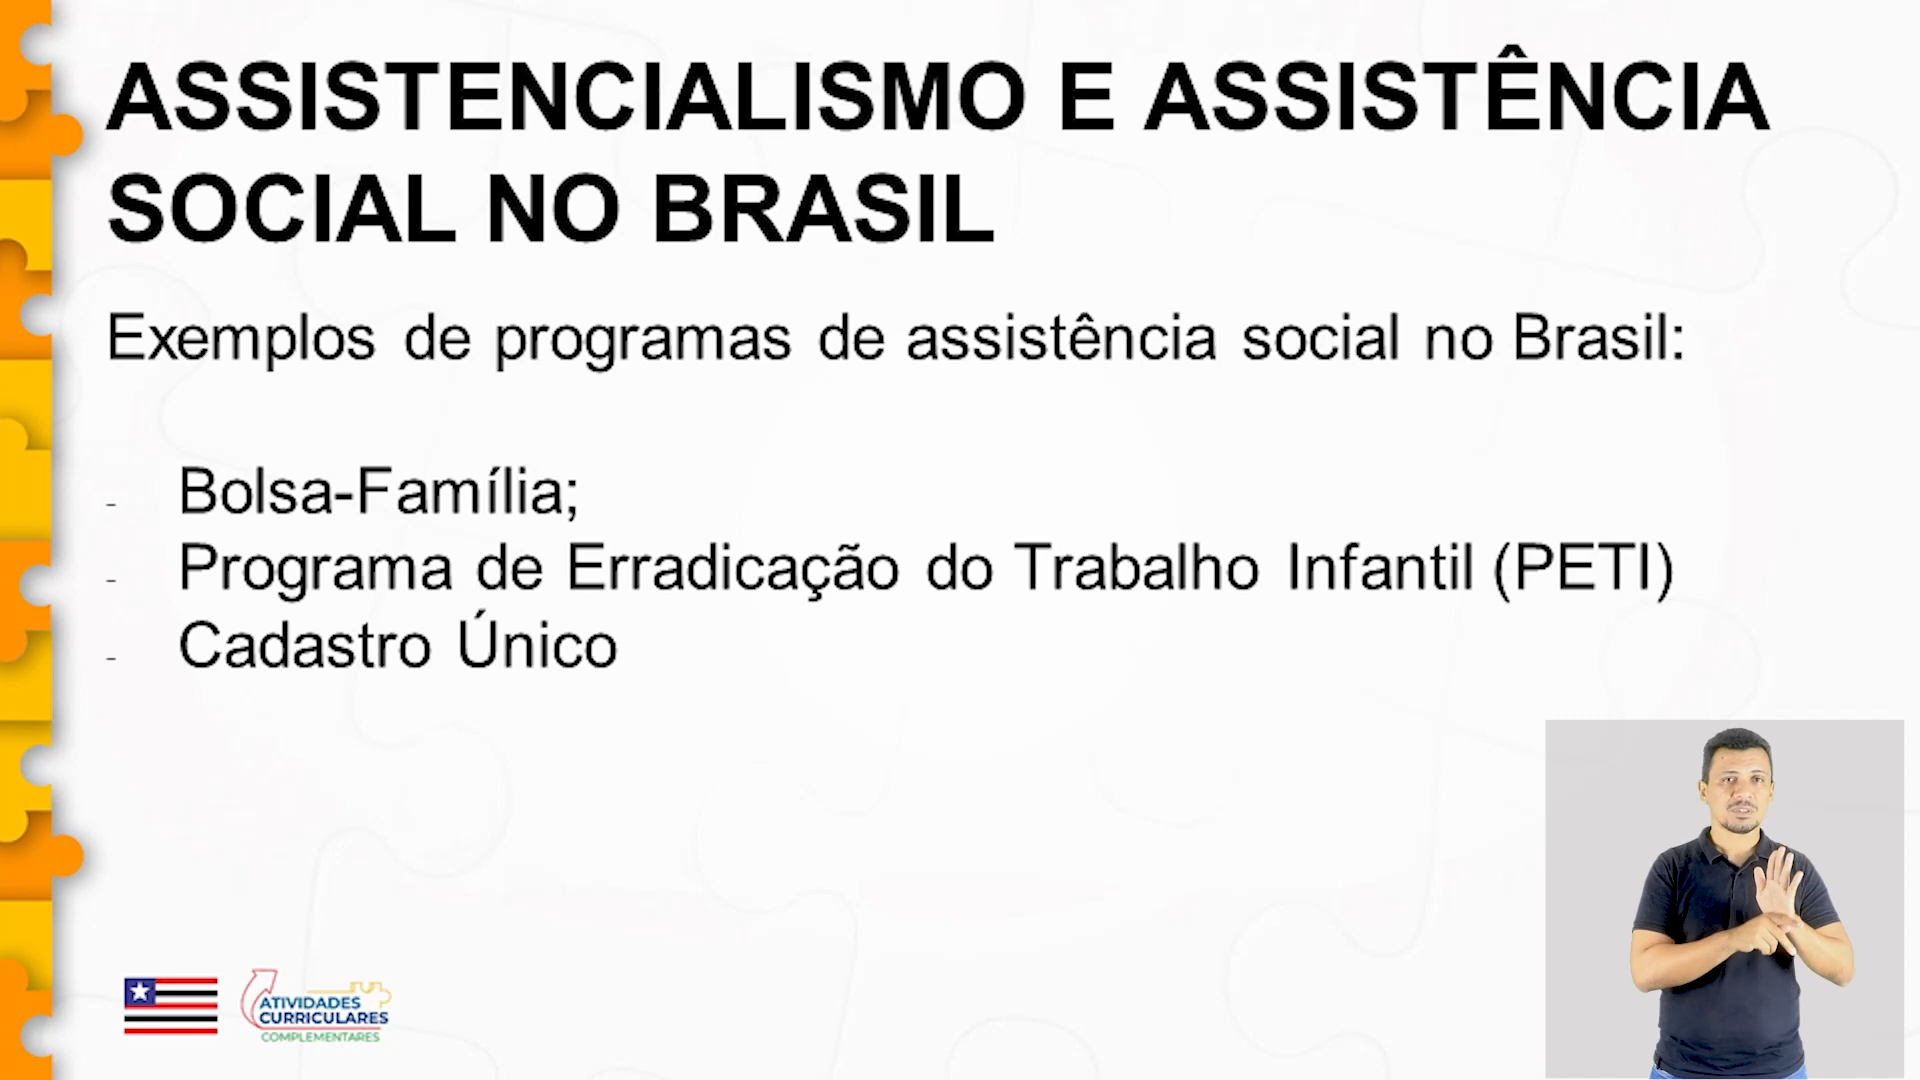 ASSISTENCIALISMO E ASSISTÊNCIA
SOCIAL NO BRASIL
Exemplos de programas de assistência social no Brasil:
- Bolsa-Família;
- Programa de Erradicação do Trabalho Infantil (PETI)
- Cadastro Único
ATIVIDADES
CURRICULARES
COMPLEMENTARES